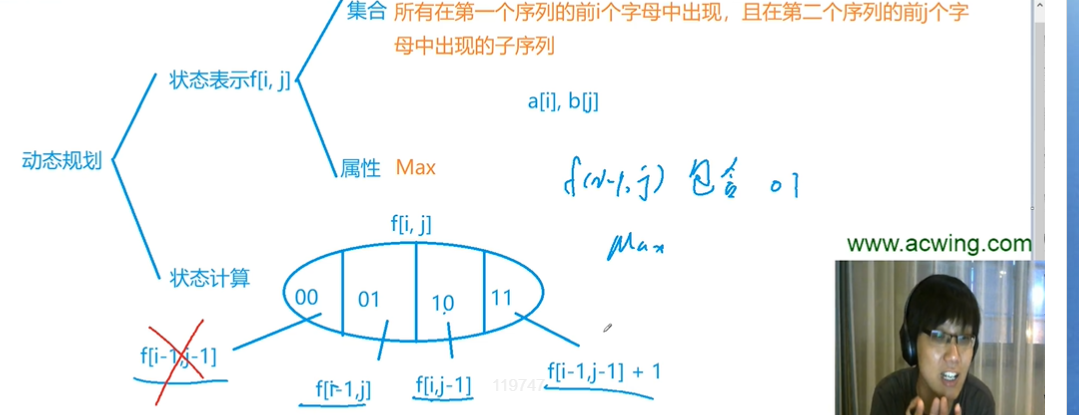 集合 所有在第一个序列的前i个字母中出现，且在第二个序列的前j个字
母中出现的子序列
状态表示f[i, j]
a[i], b[j]
动态规划
属性 Max
f(i-1, j) 包含 01
Max
f[i, j]
www.acwing.com
状态计算
00 01 10 11
f[i-1,j-1]
f[i-1,j] f[i,j-1] 119747 f[i-1,j-1] + 1